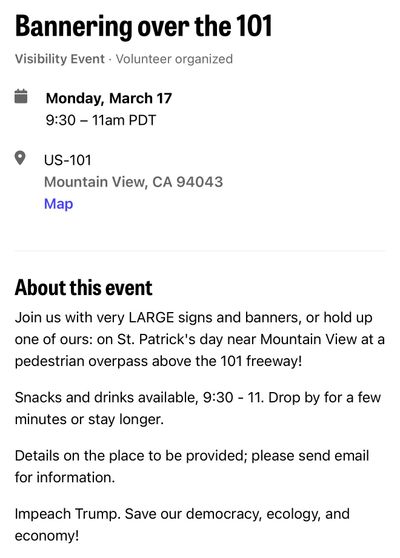 Bannering over the 101
Visibility Event · Volunteer organized
Monday, March 17
9:30 – 11am PDT
US-101
Mountain View, CA 94043
Map
About this event
Join us with very LARGE signs and banners, or hold up
one of ours: on St. Patrick's day near Mountain View at a
pedestrian overpass above the 101 freeway!
Snacks and drinks available, 9:30 - 11. Drop by for a few
minutes or stay longer.
Details on the place to be provided; please send email
for information.
Impeach Trump. Save our democracy, ecology, and
economy!